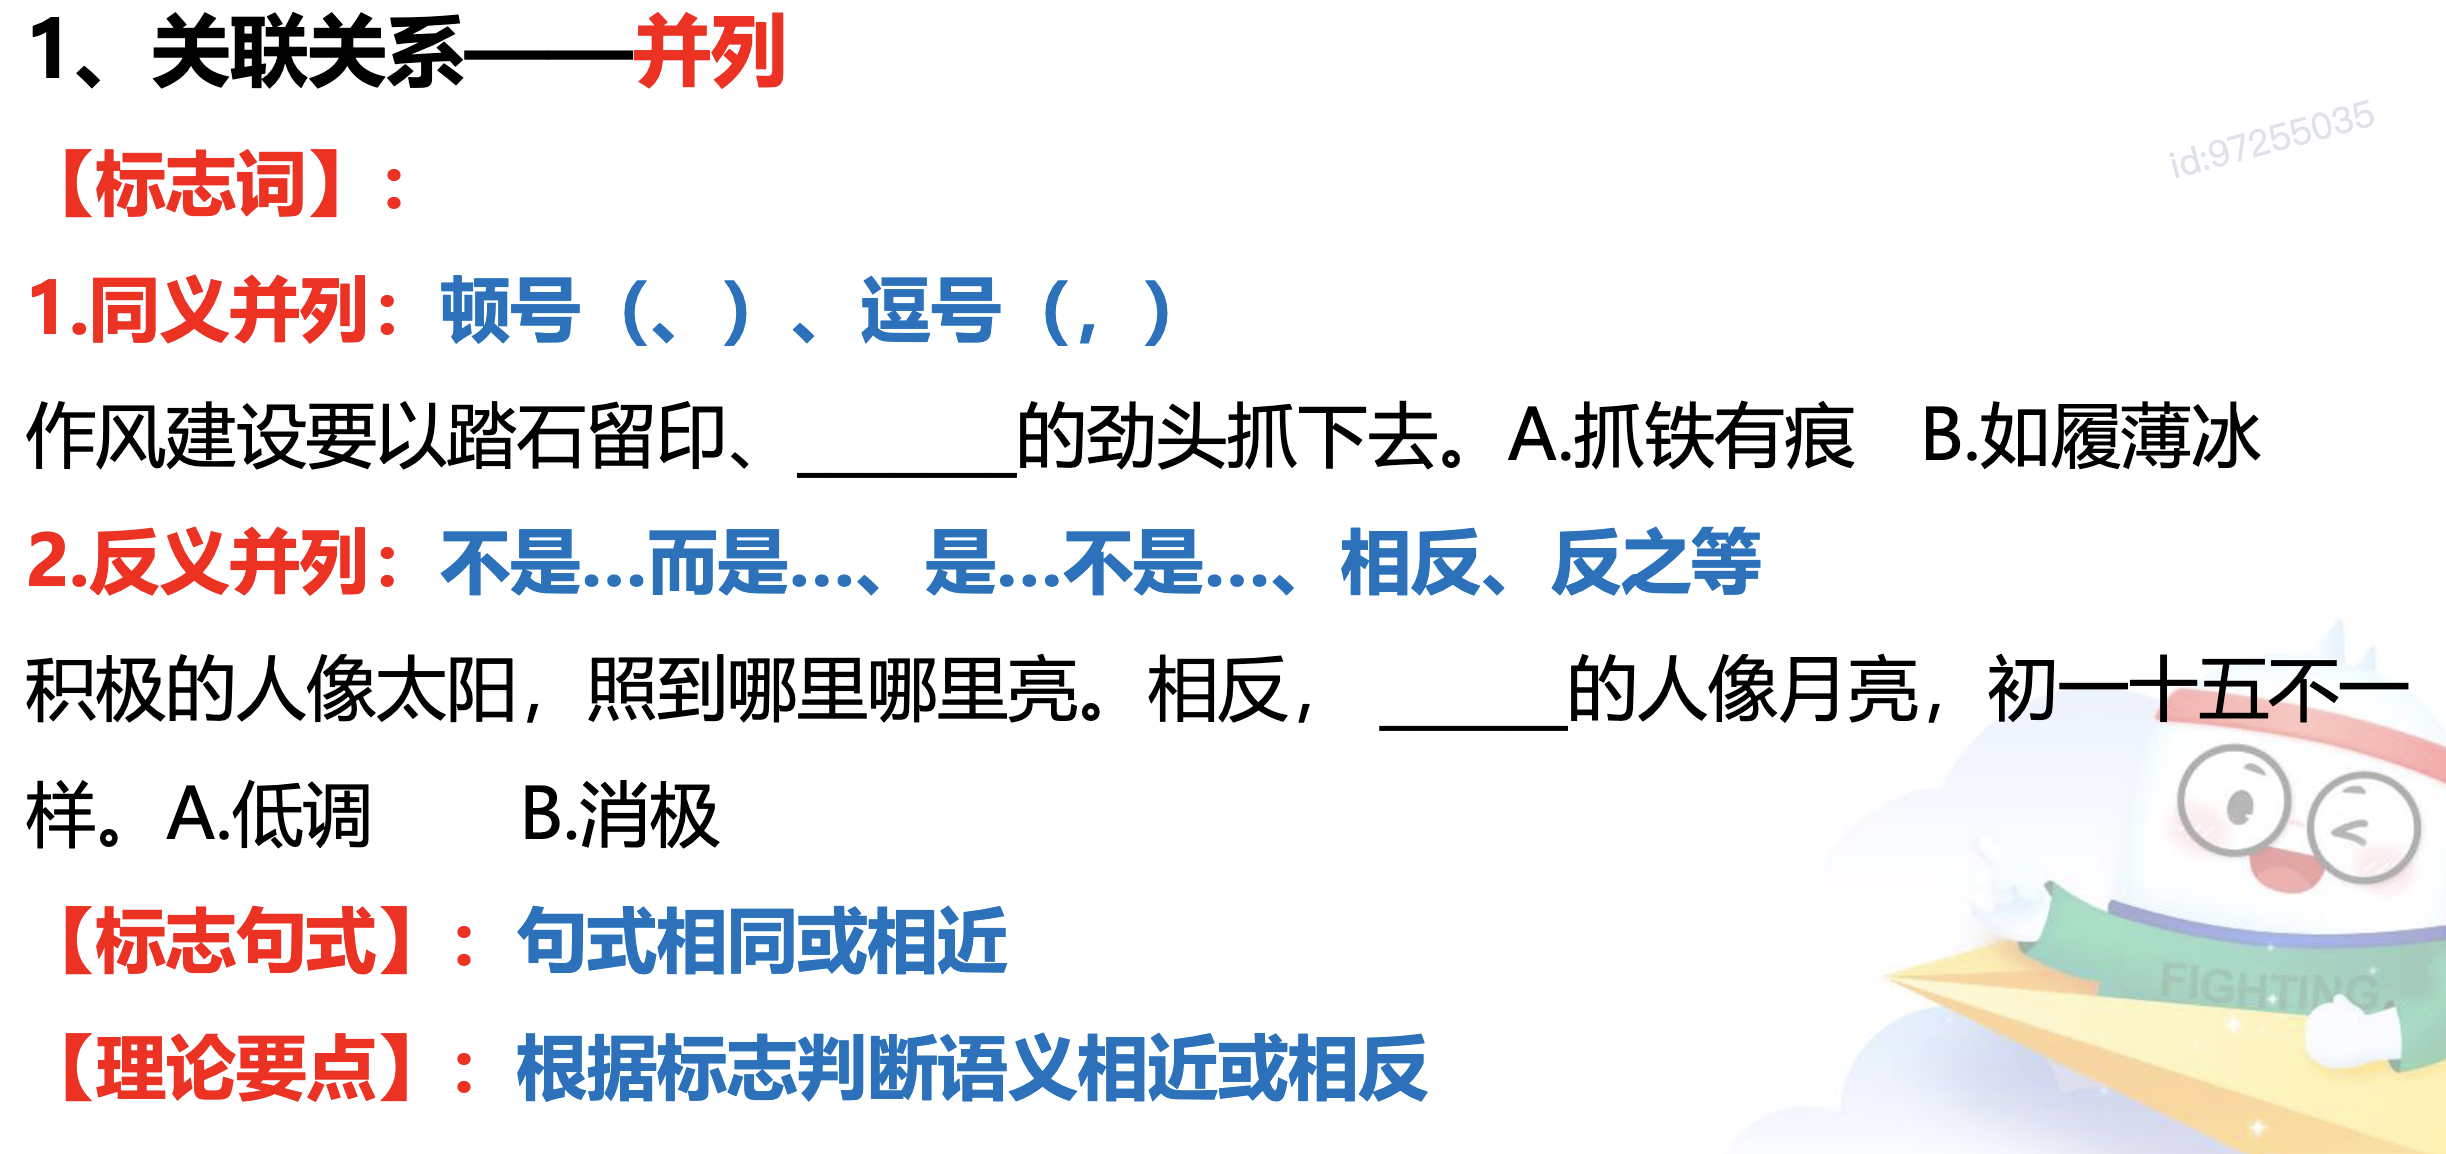 1、关联关系——并列
id:97255035
【标志词】：
1.同义并列：顿号（、）、逗号（，）
作风建设要以踏石留印、______的劲头抓下去。A.抓铁有痕 B.如履薄冰
2.反义并列：不是…而是…、是…不是…、相反、反之等
积极的人像太阳，照到哪里哪里亮。相反，_____的人像月亮，初一十五不一
样。A.低调 B.消极
【标志句式】：句式相同或相近
FIGHTING
【理论要点】：根据标志判断语义相近或相反